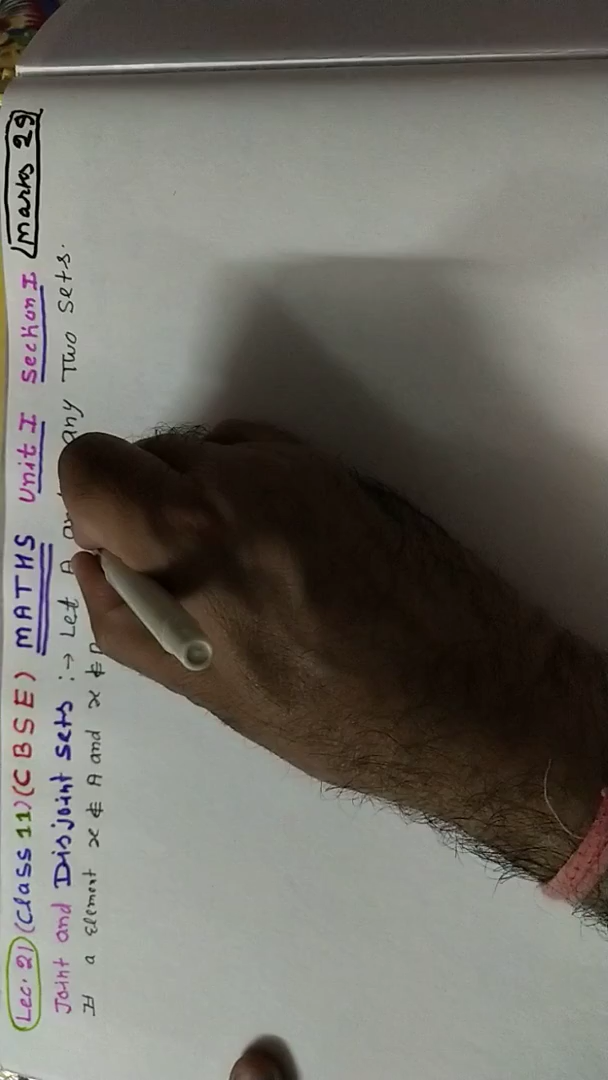 Lec. 21 (Class 11) (CBSE) MATHS Unit I Section I Marks 29
Joint and Disjoint sets :→ Let A any Two sets.
If a Element x ∉ A and x ∉